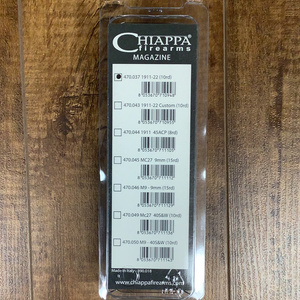 CHIAPPA
firearms
MAGAZINE
470.037 1911-22 (10rd)
470.043 1911-22 Custom (10rd)
470.044 1911 .45ACP (8rd)
470.045 MC27 9mm (15rd)
470.046 M9 - 9mm (15rd)
470.049 Mc27 .40S&W (10rd)
470.050 M9 - 40S&W (10rd)
Made in Italy
www.chiappafirearms.com